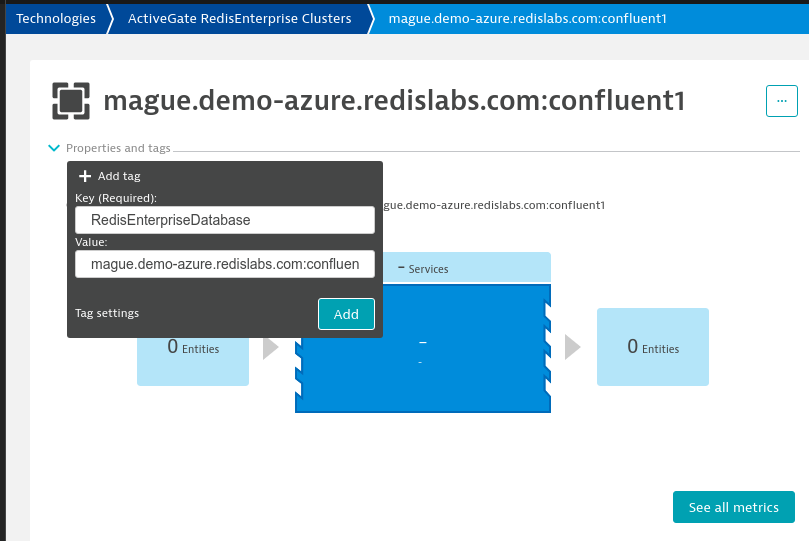 Technologies
ActiveGate RedisEnterprise Clusters
mague.demo-azure.redislabs.com:confluent1
mague.demo-azure.redislabs.com:confluent1
...
Properties and tags
+ Add tag
Key (Required):
gue.demo-azure.redislabs.com:confluent1
RedisEnterpriseDatabase
Value:
mague.demo-azure.redislabs.com:confluen
- Services
Tag settings
Add
0 Entities
–
-
0 Entities
See all metrics